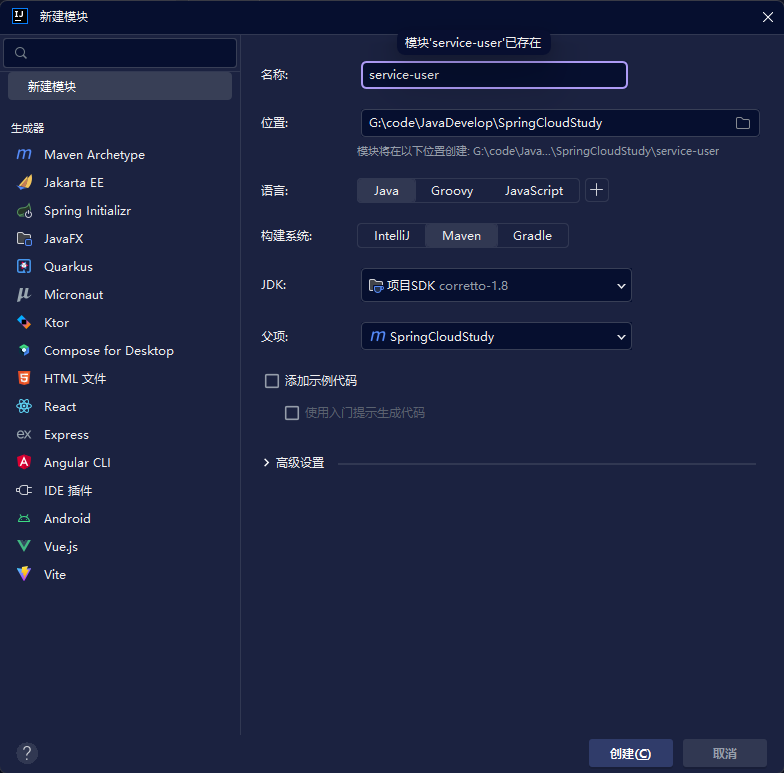 新建模块
模块'service-user'已存在
新建模块
生成器
Maven Archetype
Jakarta EE
Spring Initializr
JavaFX
Quarkus
Micronaut
Ktor
Compose for Desktop
HTML 文件
React
Express
Angular CLI
IDE 插件
Android
Vue.js
Vite
名称:
service-user
位置:
G:\code\JavaDevelop\SpringCloudStudy
模块将在以下位置创建: G:\code\Java...\SpringCloudStudy\service-user
语言:
Java Groovy JavaScript
构建系统:
IntelliJ Maven Gradle
JDK:
项目SDK corretto-1.8
父项:
SpringCloudStudy
添加示例代码
使用入门提示生成代码
高级设置
?
创建(C) 取消